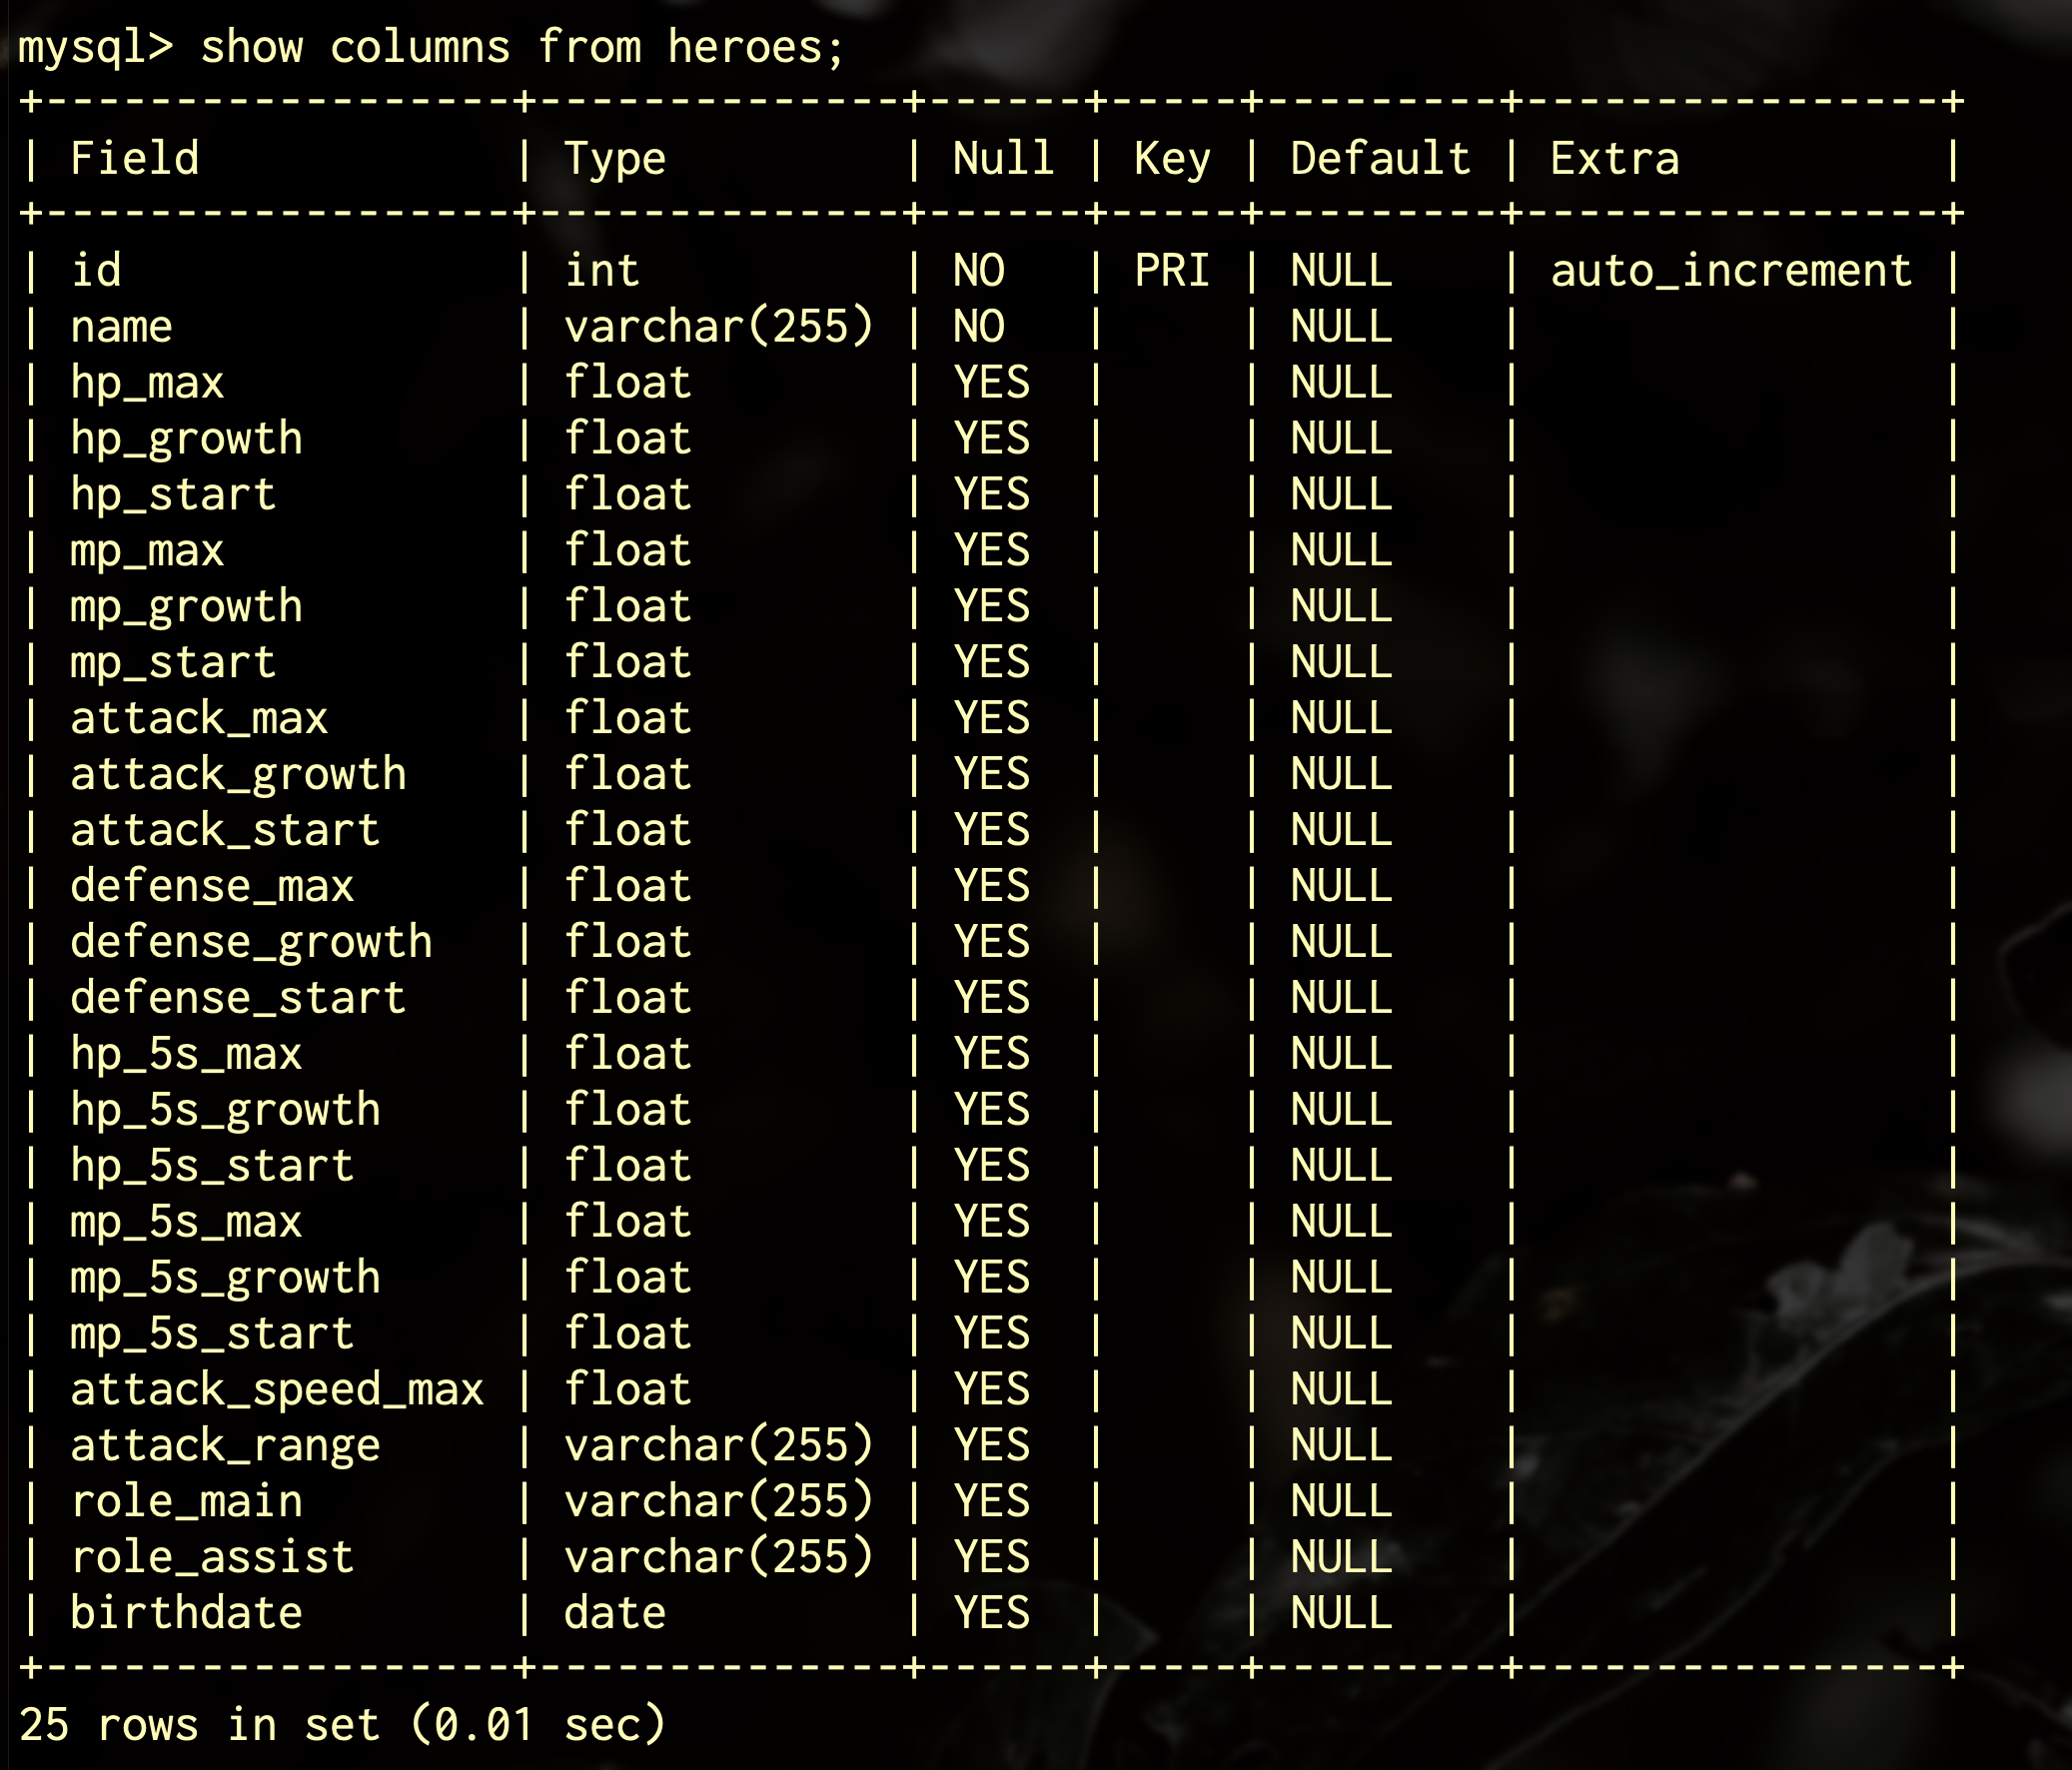 mysql> show columns from heroes;
+------------------+--------------+------+-----+---------+----------------+
| Field            | Type         | Null | Key | Default | Extra          |
+------------------+--------------+------+-----+---------+----------------+
| id               | int          | NO   | PRI | NULL    | auto_increment |
| name             | varchar(255) | NO   |     | NULL    |                |
| hp_max           | float        | YES  |     | NULL    |                |
| hp_growth        | float        | YES  |     | NULL    |                |
| hp_start         | float        | YES  |     | NULL    |                |
| mp_max           | float        | YES  |     | NULL    |                |
| mp_growth        | float        | YES  |     | NULL    |                |
| mp_start         | float        | YES  |     | NULL    |                |
| attack_max       | float        | YES  |     | NULL    |                |
| attack_growth    | float        | YES  |     | NULL    |                |
| attack_start     | float        | YES  |     | NULL    |                |
| defense_max      | float        | YES  |     | NULL    |                |
| defense_growth   | float        | YES  |     | NULL    |                |
| defense_start    | float        | YES  |     | NULL    |                |
| hp_5s_max        | float        | YES  |     | NULL    |                |
| hp_5s_growth     | float        | YES  |     | NULL    |                |
| hp_5s_start      | float        | YES  |     | NULL    |                |
| mp_5s_max        | float        | YES  |     | NULL    |                |
| mp_5s_growth     | float        | YES  |     | NULL    |                |
| mp_5s_start      | float        | YES  |     | NULL    |                |
| attack_speed_max | float        | YES  |     | NULL    |                |
| attack_range     | varchar(255) | YES  |     | NULL    |                |
| role_main        | varchar(255) | YES  |     | NULL    |                |
| role_assist      | varchar(255) | YES  |     | NULL    |                |
| birthdate        | date         | YES  |     | NULL    |                |
+------------------+--------------+------+-----+---------+----------------+
25 rows in set (0.01 sec)